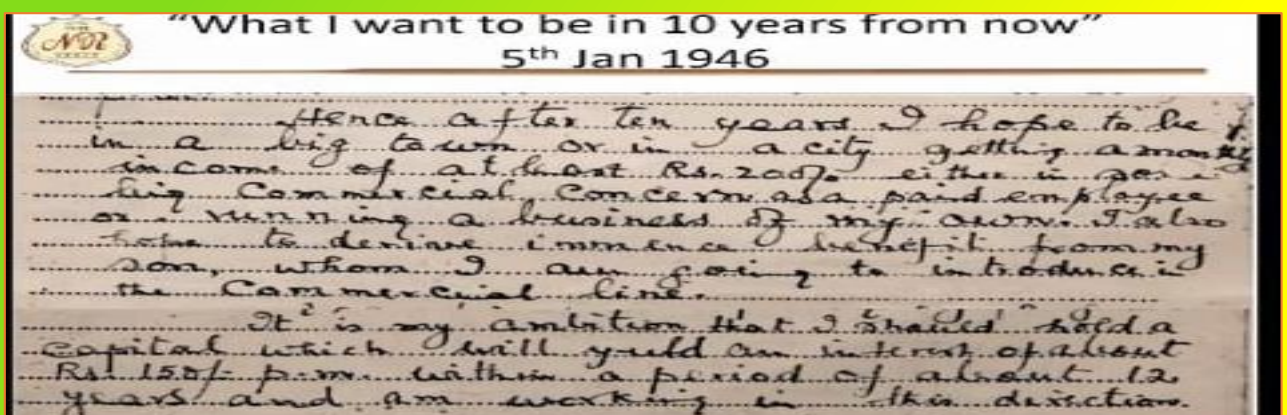 NR
GROUP
"What I want to be in 10 years from now"
5th Jan 1946
Hence after ten years I hope to be
in a big town or in a city getting a monthly
income of at least Rs. 200/- either in
big Commercial Concern as a paid employee
or running a business of my own. I also
hope to derive immence benefit from my
son, whom I am going to introduce in
the Commercial line.
It is my ambition that I should hold a
capital which will yield an interest of about
Rs. 150/- p.m. within a period of about 12
years and am working in this direction.